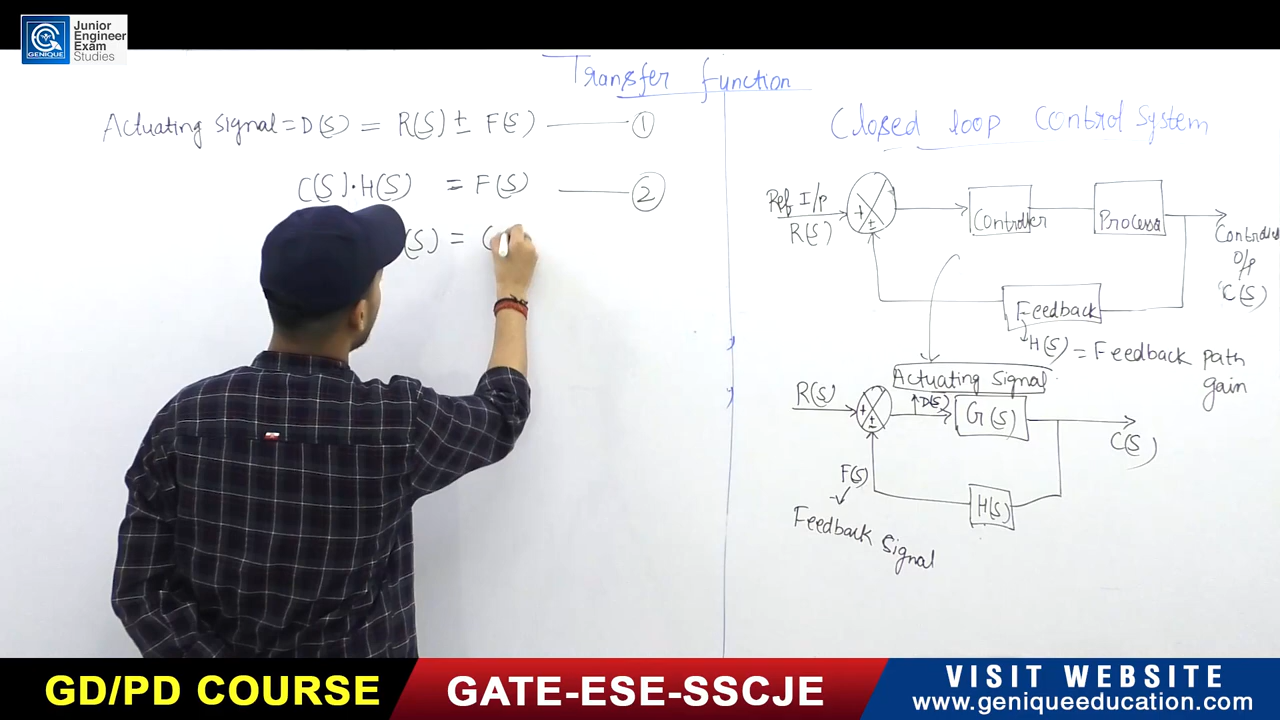 GENIQUE
Junior
Engineer
Exam
Studies
Transfer function
Actuating signal = D(S) = R(S) ± F(S) 1
C(S)·H(S) = F(S) 2
(S) =
Closed loop Control System
Ref I/p
R(S)
+
±
Controller
Processor
Controlled
O/p
'C(S)
Feedback
H(S) = Feedback path
gain
Actuating Signal
R(S)
+
±
D(S)
G(S)
C(S)
F(S)
H(S)
Feedback signal
GD/PD COURSE
GATE-ESE-SSCJE
VISIT WEBSITE
www.geniqueeducation.com